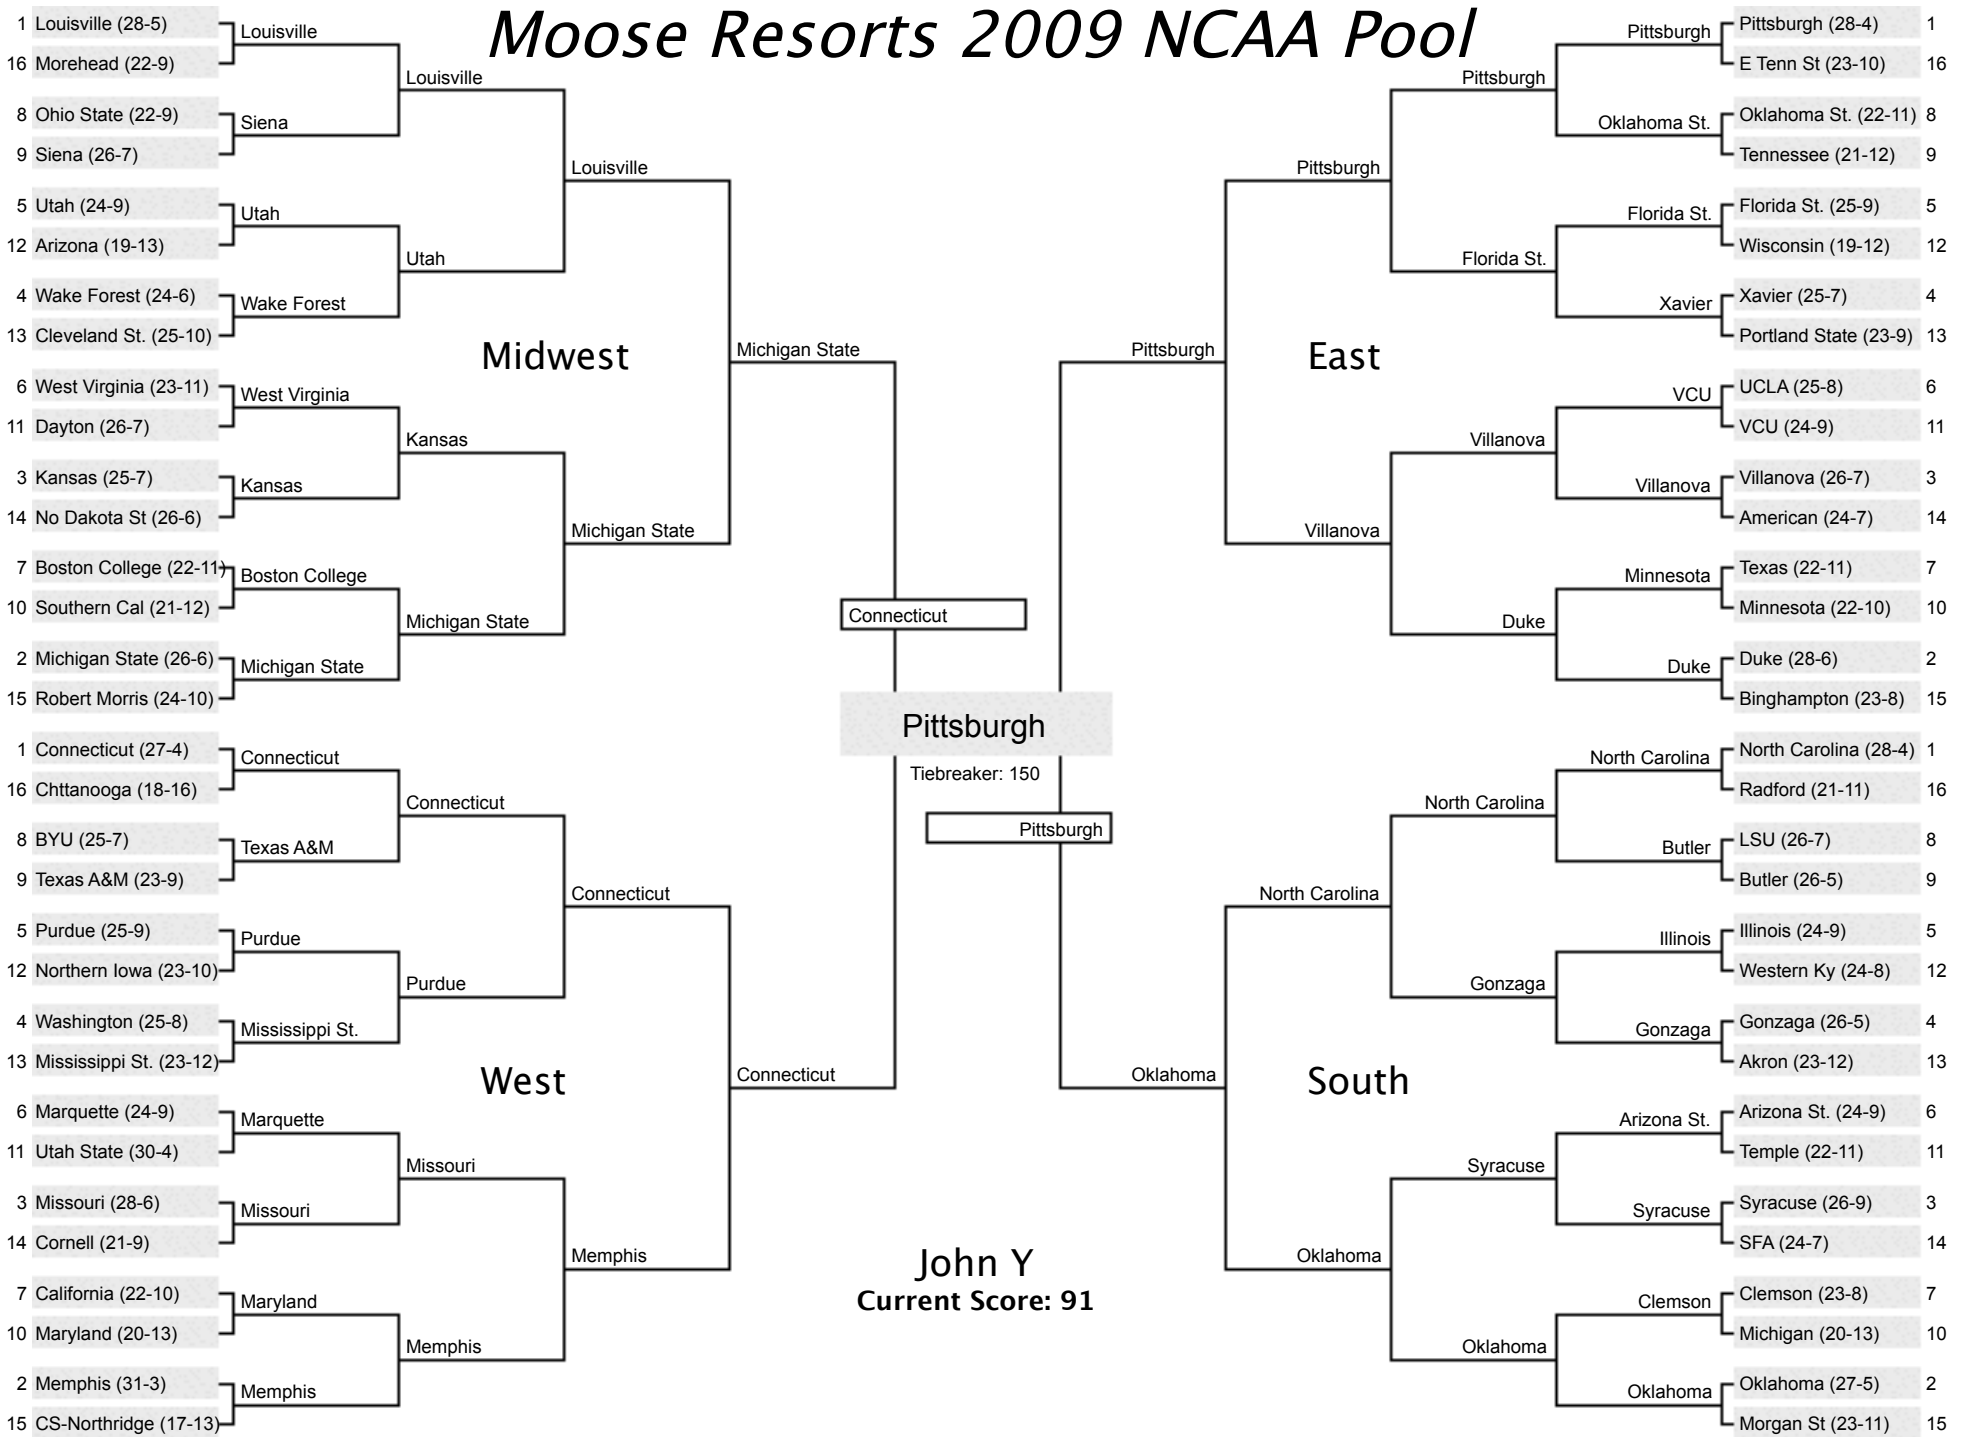 Moose Resorts 2009 NCAA Pool
1 Louisville (28-5)
16 Morehead (22-9)
8 Ohio State (22-9)
9 Siena (26-7)
5 Utah (24-9)
12 Arizona (19-13)
4 Wake Forest (24-6)
13 Cleveland St. (25-10)
6 West Virginia (23-11)
11 Dayton (26-7)
3 Kansas (25-7)
14 No Dakota St (26-6)
7 Boston College (22-11)
10 Southern Cal (21-12)
2 Michigan State (26-6)
15 Robert Morris (24-10)
Louisville
Siena
Utah
Wake Forest
West Virginia
Kansas
Boston College
Michigan State
Louisville
Utah
Kansas
Michigan State
Louisville
Michigan State
Michigan State
Midwest
1 Connecticut (27-4)
16 Chttanooga (18-16)
8 BYU (25-7)
9 Texas A&M (23-9)
5 Purdue (25-9)
12 Northern Iowa (23-10)
4 Washington (25-8)
13 Mississippi St. (23-12)
6 Marquette (24-9)
11 Utah State (30-4)
3 Missouri (28-6)
14 Cornell (21-9)
7 California (22-10)
10 Maryland (20-13)
2 Memphis (31-3)
15 CS-Northridge (17-13)
Connecticut
Texas A&M
Purdue
Mississippi St.
Marquette
Missouri
Maryland
Memphis
Connecticut
Purdue
Missouri
Memphis
Connecticut
Memphis
Connecticut
West
Connecticut
Pittsburgh
Tiebreaker: 150
Pittsburgh
John Y
Current Score: 91
Pittsburgh (28-4) 1
E Tenn St (23-10) 16
Oklahoma St. (22-11) 8
Tennessee (21-12) 9
Florida St. (25-9) 5
Wisconsin (19-12) 12
Xavier (25-7) 4
Portland State (23-9) 13
UCLA (25-8) 6
VCU (24-9) 11
Villanova (26-7) 3
American (24-7) 14
Texas (22-11) 7
Minnesota (22-10) 10
Duke (28-6) 2
Binghampton (23-8) 15
Pittsburgh
Oklahoma St.
Florida St.
Xavier
VCU
Villanova
Minnesota
Duke
Pittsburgh
Florida St.
Villanova
Duke
Pittsburgh
Villanova
Pittsburgh
East
North Carolina (28-4) 1
Radford (21-11) 16
LSU (26-7) 8
Butler (26-5) 9
Illinois (24-9) 5
Western Ky (24-8) 12
Gonzaga (26-5) 4
Akron (23-12) 13
Arizona St. (24-9) 6
Temple (22-11) 11
Syracuse (26-9) 3
SFA (24-7) 14
Clemson (23-8) 7
Michigan (20-13) 10
Oklahoma (27-5) 2
Morgan St (23-11) 15
North Carolina
Butler
Illinois
Gonzaga
Arizona St.
Syracuse
Clemson
Oklahoma
North Carolina
Gonzaga
Syracuse
Oklahoma
North Carolina
Oklahoma
Oklahoma
South